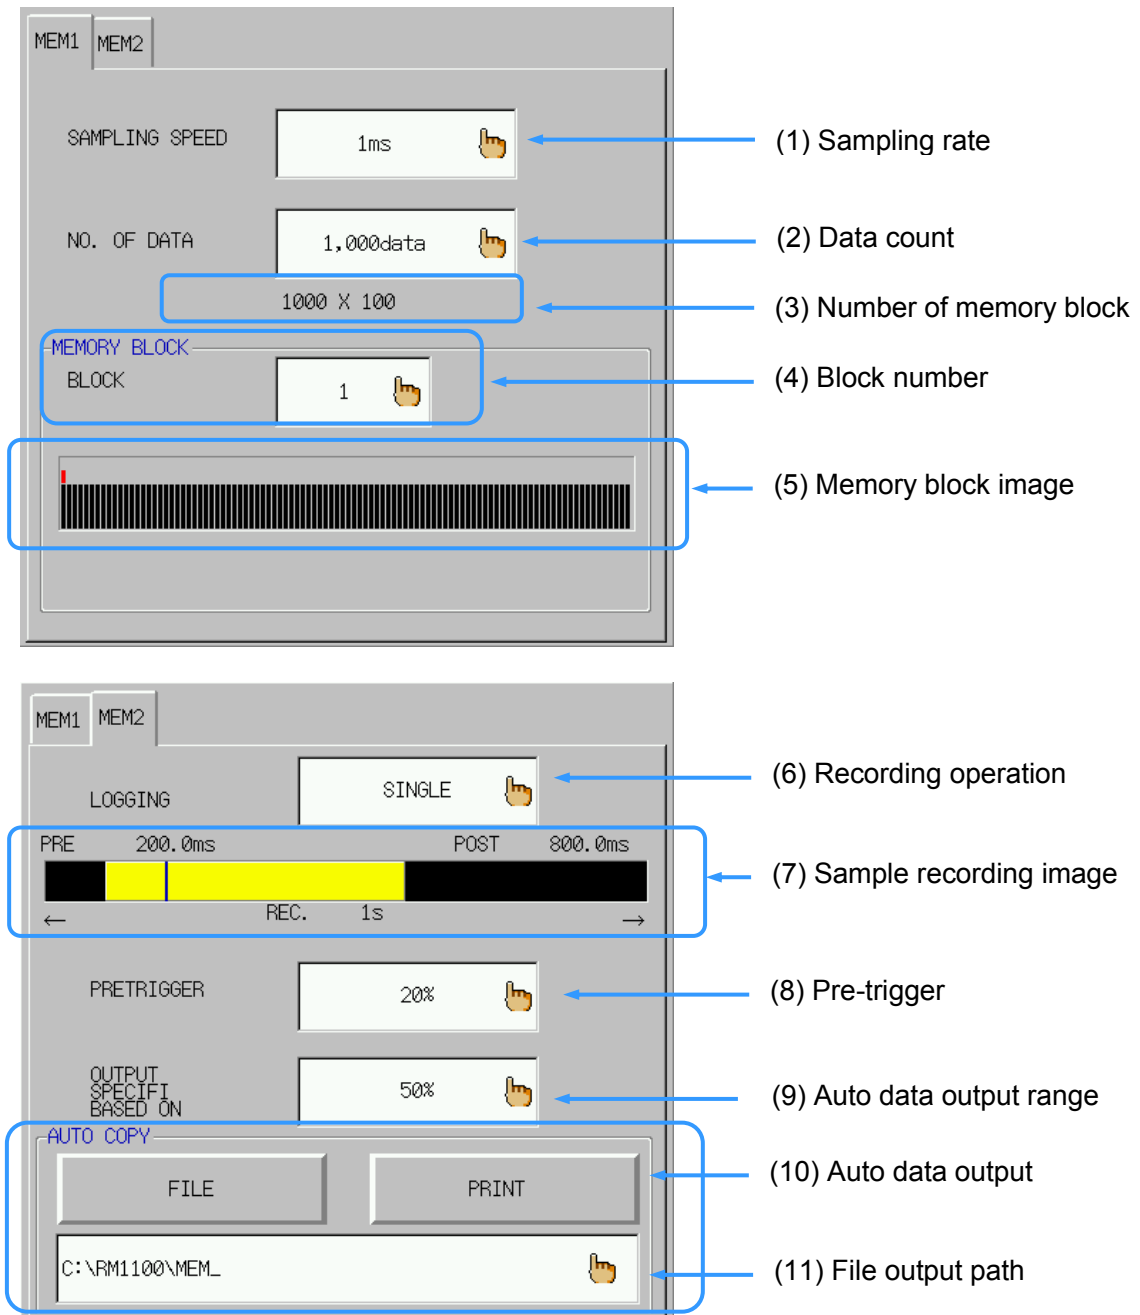 MEM1 MEM2
SAMPLING SPEED 1ms (1) Sampling rate
NO. OF DATA 1,000data (2) Data count
1000 X 100 (3) Number of memory block
MEMORY BLOCK
BLOCK 1 (4) Block number
(5) Memory block image
MEM1 MEM2
LOGGING SINGLE (6) Recording operation
PRE 200.0ms POST 800.0ms
(7) Sample recording image
← REC. 1s →
PRETRIGGER 20% (8) Pre-trigger
OUTPUT
SPECIFI 50% (9) Auto data output range
BASED ON
AUTO COPY
FILE PRINT (10) Auto data output
C:\RM1100\MEM_ (11) File output path